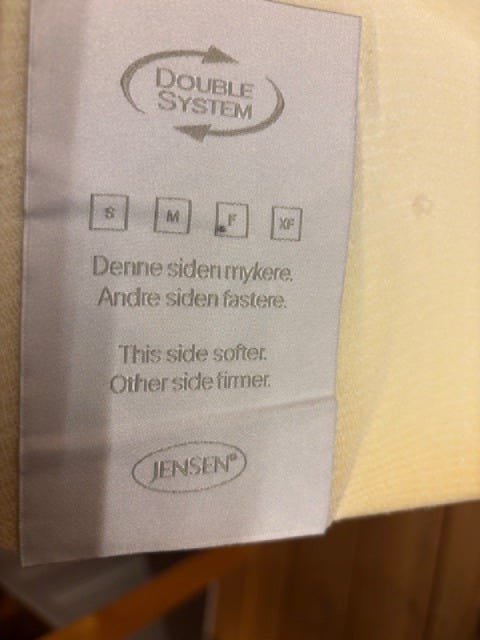 DOUBLE
SYSTEM
S M F XF
Denne siden mykere.
Andre siden fastere.
This side softer.
Other side firmer.
JENSEN®